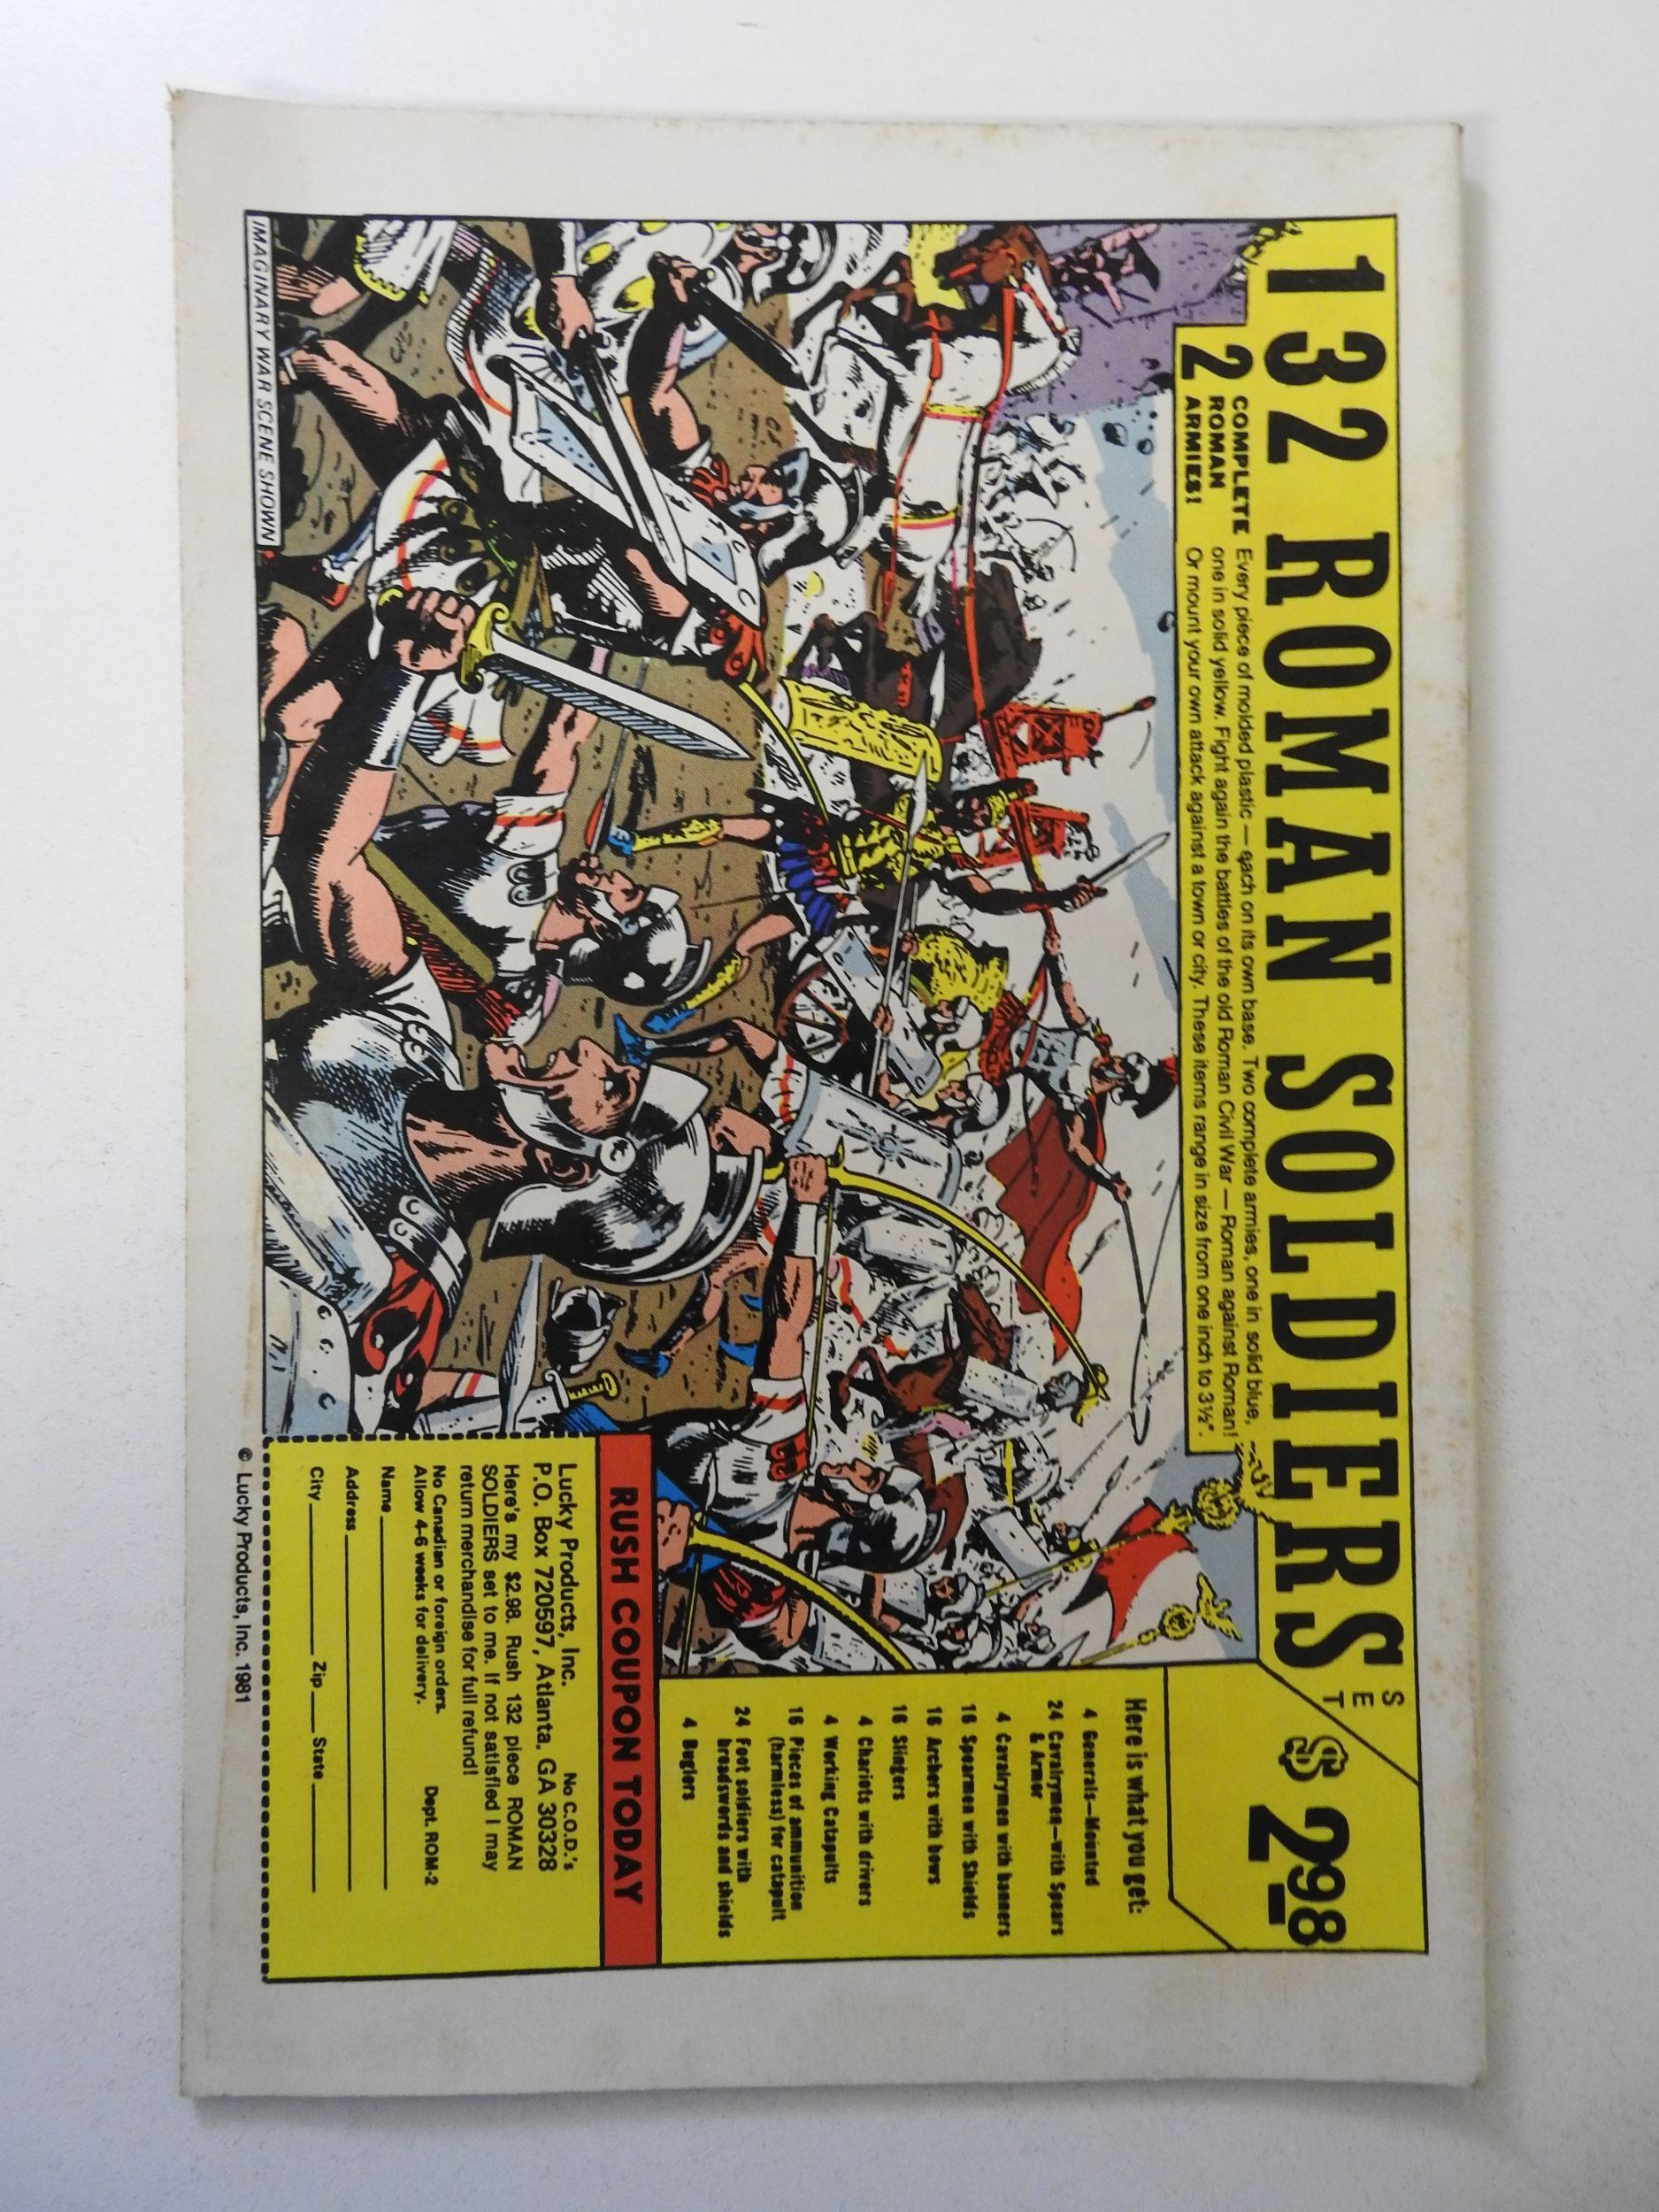 132 ROMAN SOLDIERS
SET
$2.98
2 COMPLETE ROMAN ARMIES!
Every piece of molded plastic — each on its own base. Two complete armies, one in solid blue,
one in solid yellow. Fight again the battles of the old Roman Civil War — Roman against Roman!
Or mount your own attack against a town or city. These items range in size from one inch to 3½".
Here is what you get:
4 Generals—Mounted
24 Cavalrymen—with Spears
& Armor
4 Cavalrymen with banners
16 Spearmen with Shields
16 Archers with bows
16 Slingers
4 Chariots with drivers
4 Working Catapults
16 Pieces of ammunition
(harmless) for catapult
24 Foot soldiers with
broadswords and shields
4 Buglers
RUSH COUPON TODAY
Lucky Products, Inc. No C.O.D.'s
P.O. Box 720597, Atlanta, GA 30328
Here's my $2.98. Rush 132 piece ROMAN
SOLDIERS set to me. If not satisfied I may
return merchandise for full refund!
No Canadian or foreign orders.
Allow 4-6 weeks for delivery. Dept. ROM-2
Name
Address
City Zip State
IMAGINARY WAR SCENE SHOWN
© Lucky Products, Inc. 1981